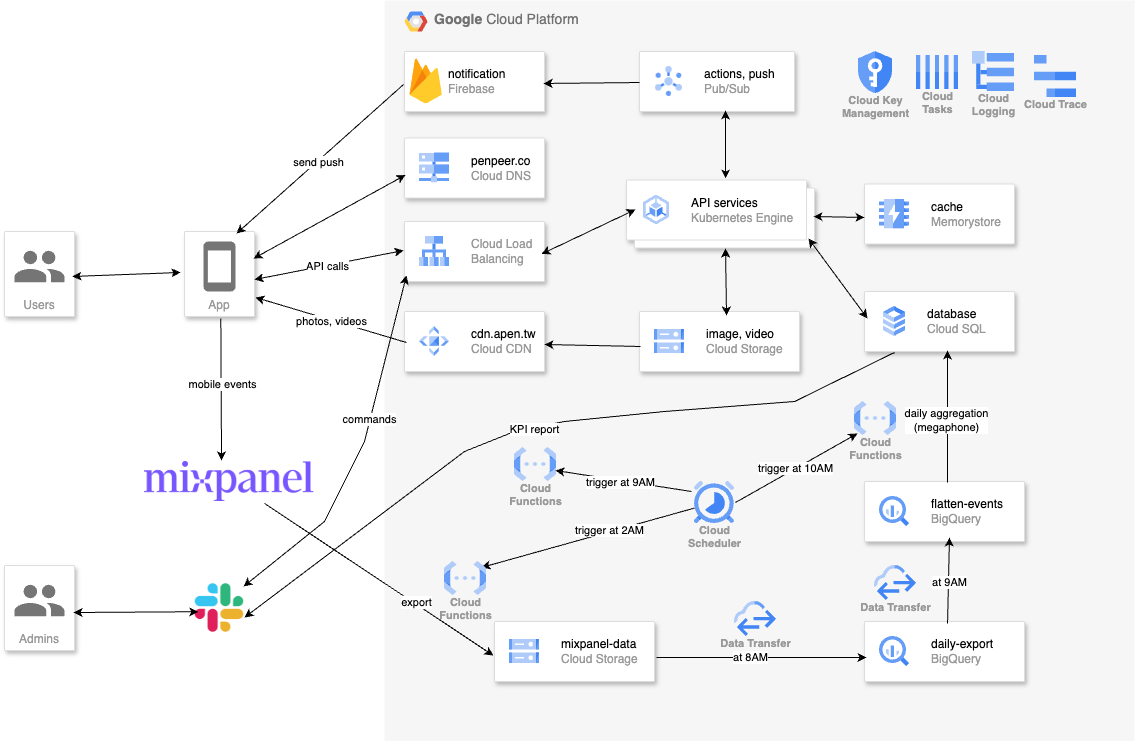 Google Cloud Platform
notification
Firebase
actions, push
Pub/Sub
Cloud Key
Management
Cloud
Tasks
Cloud
Logging
Cloud Trace
send push
penpeer.co
Cloud DNS
API services
Kubernetes Engine
cache
Memorystore
Users
App
API calls
Cloud Load
Balancing
photos, videos
cdn.apen.tw
Cloud CDN
image, video
Cloud Storage
database
Cloud SQL
mobile events
commands
KPI report
daily aggregation
(megaphone)
Cloud
Functions
mixpanel
Cloud
Functions
trigger at 9AM
trigger at 10AM
trigger at 2AM
Cloud
Scheduler
flatten-events
BigQuery
Admins
export
Cloud
Functions
at 9AM
Data Transfer
mixpanel-data
Cloud Storage
Data Transfer
at 8AM
daily-export
BigQuery